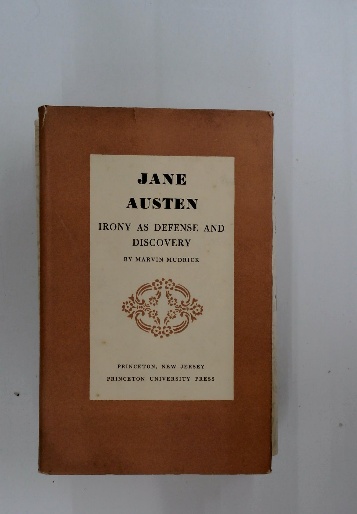 JANE
AUSTEN
IRONY AS DEFENSE AND
DISCOVERY
BY MARVIN MUDRICK
PRINCETON, NEW JERSEY
PRINCETON UNIVERSITY PRESS